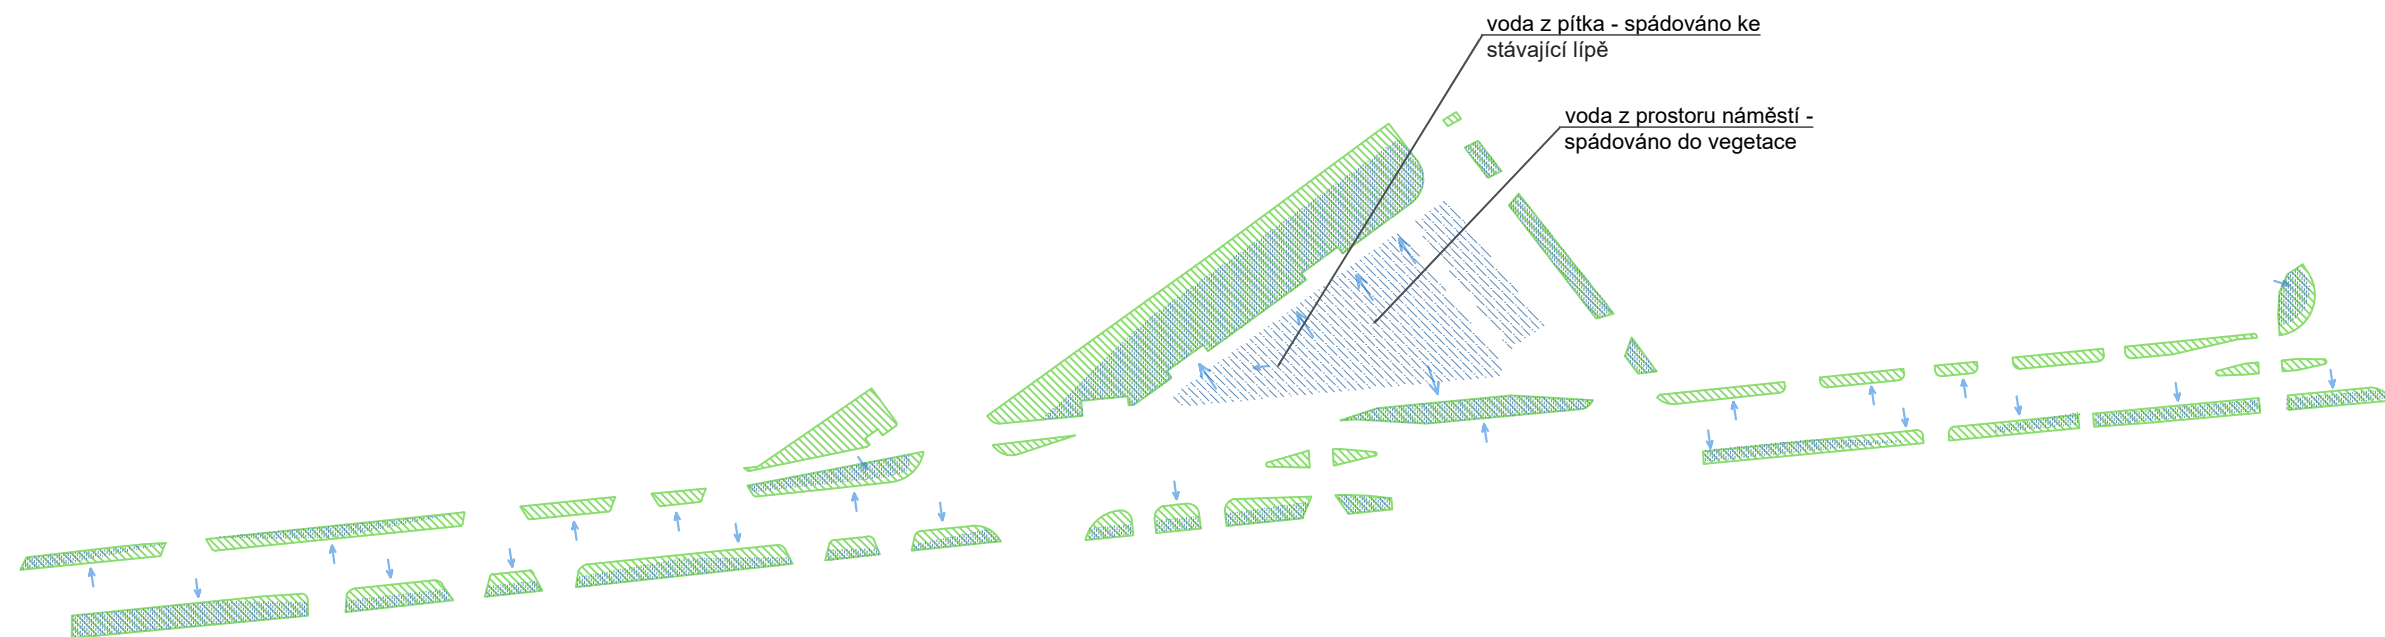 voda z pítka - spádováno ke
stávající lípě
voda z prostoru náměstí -
spádováno do vegetace